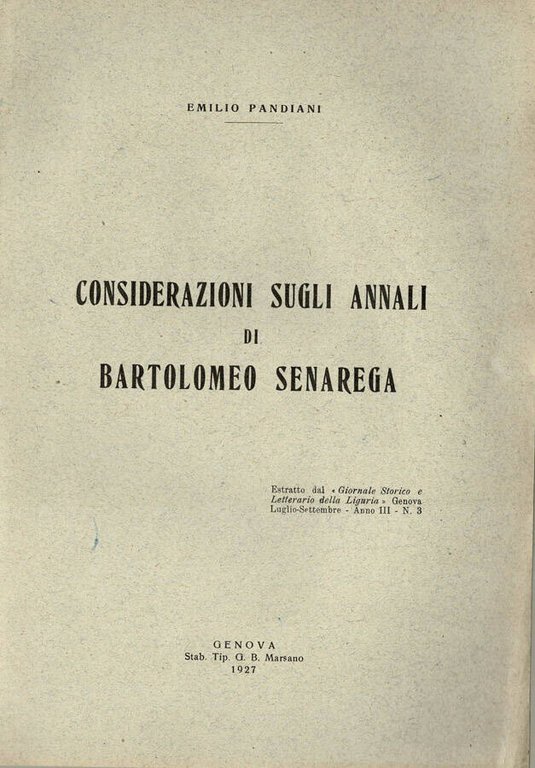 EMILIO PANDIANI
CONSIDERAZIONI SUGLI ANNALI
DI
BARTOLOMEO SENAREGA
Estratto dal « Giornale Storico e
Letterario della Liguria » Genova
Luglio-Settembre - Anno III - N. 3
GENOVA
Stab. Tip. G. B. Marsano
1927